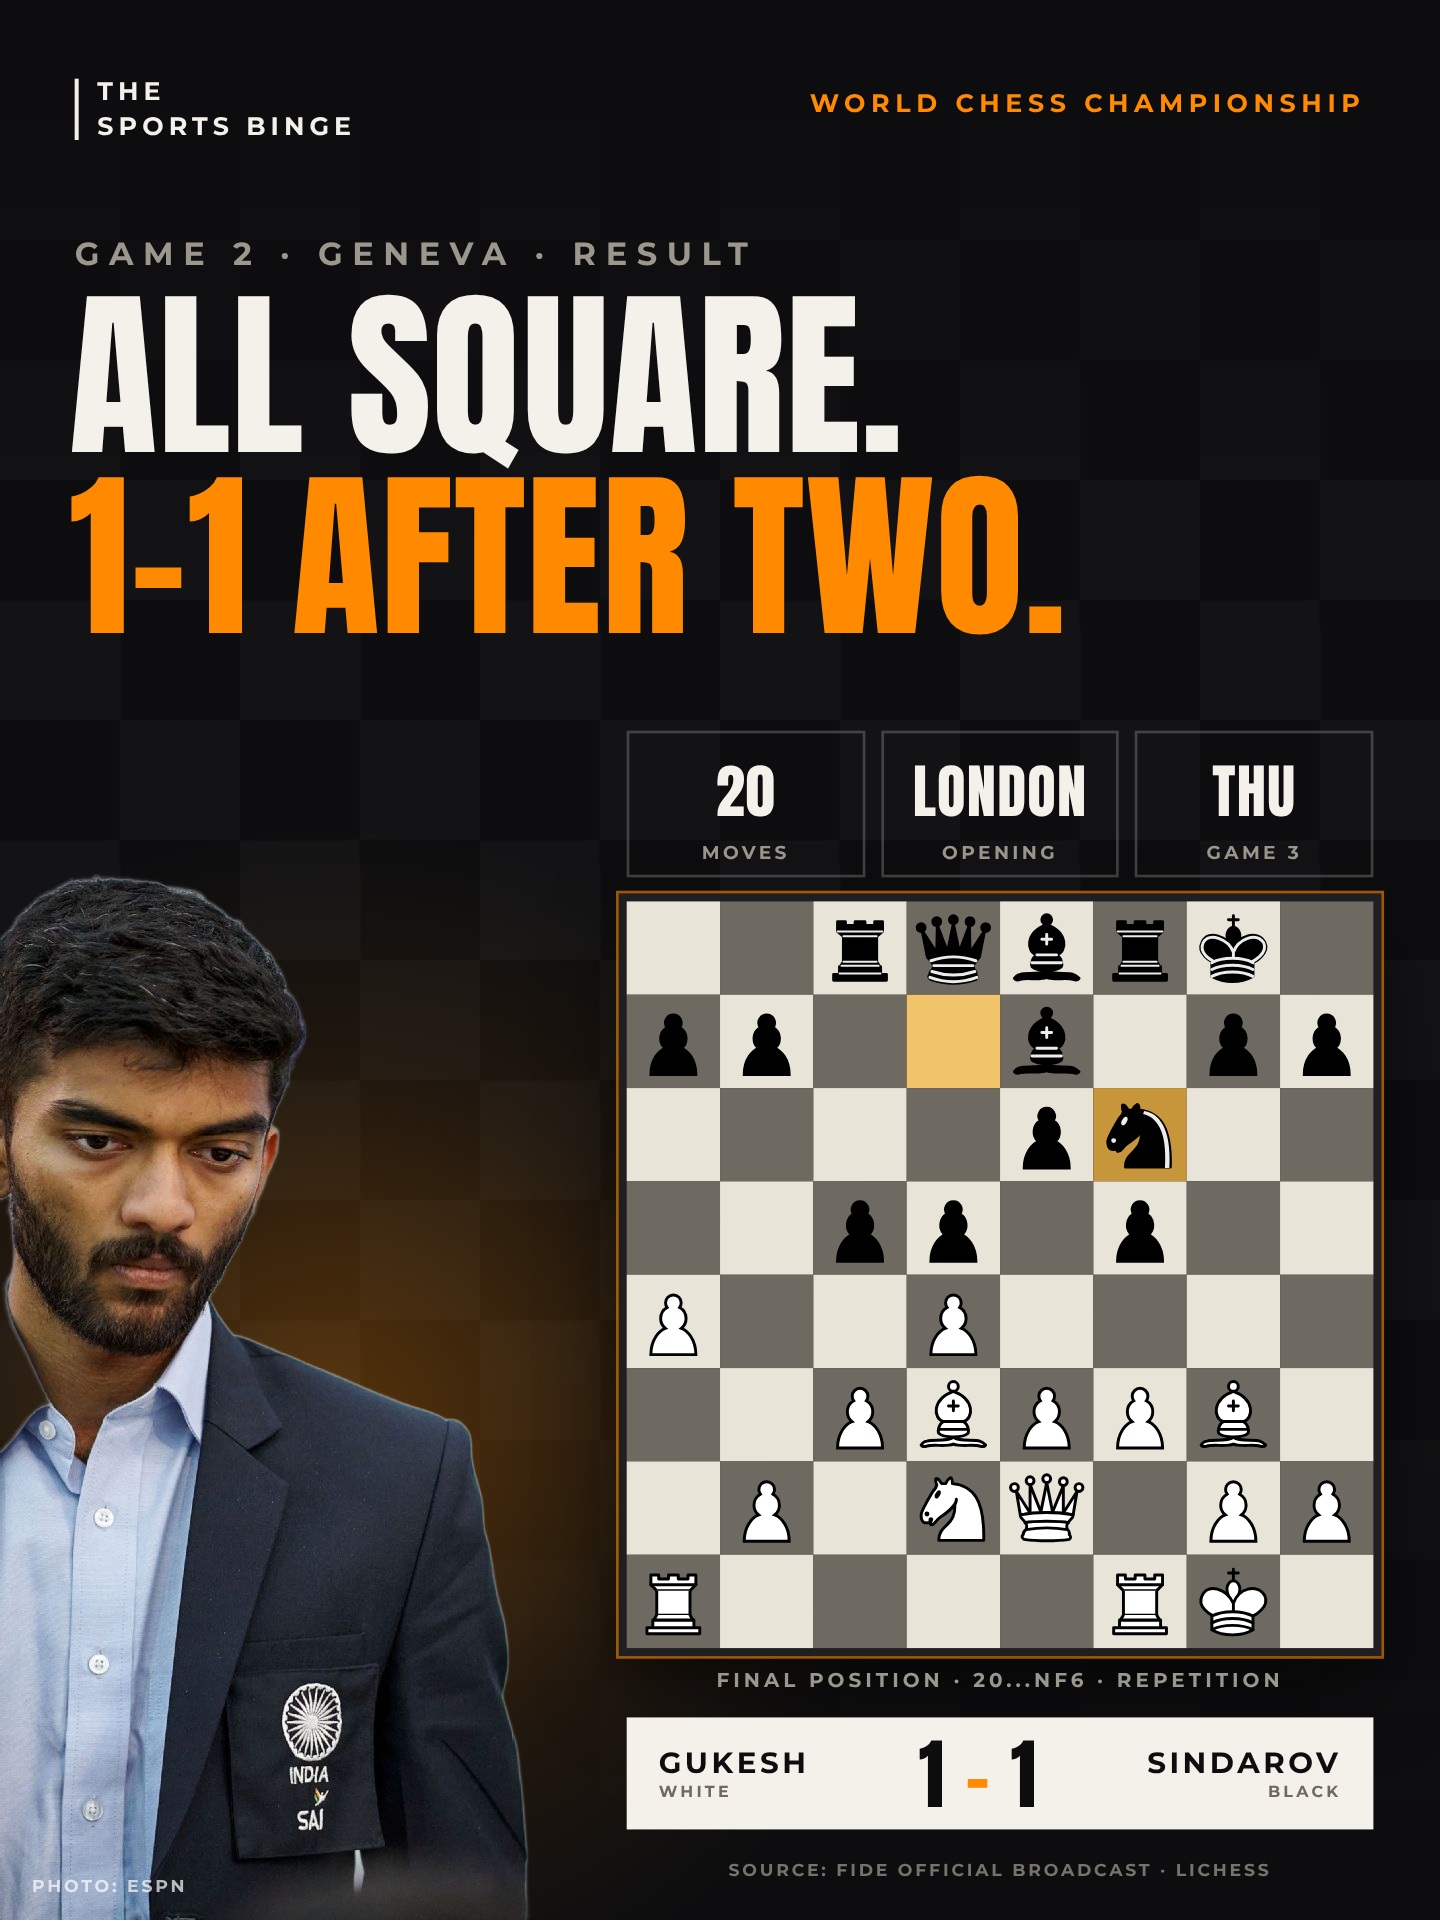 THE
SPORTS BINGE
WORLD CHESS CHAMPIONSHIP
GAME 2 · GENEVA · RESULT
ALL SQUARE.
1-1 AFTER TWO.
20
MOVES
LONDON
OPENING
THU
GAME 3
FINAL POSITION · 20...NF6 · REPETITION
GUKESH
WHITE
1 - 1
SINDAROV
BLACK
INDIA
SAI
PHOTO: ESPN
SOURCE: FIDE OFFICIAL BROADCAST · LICHESS